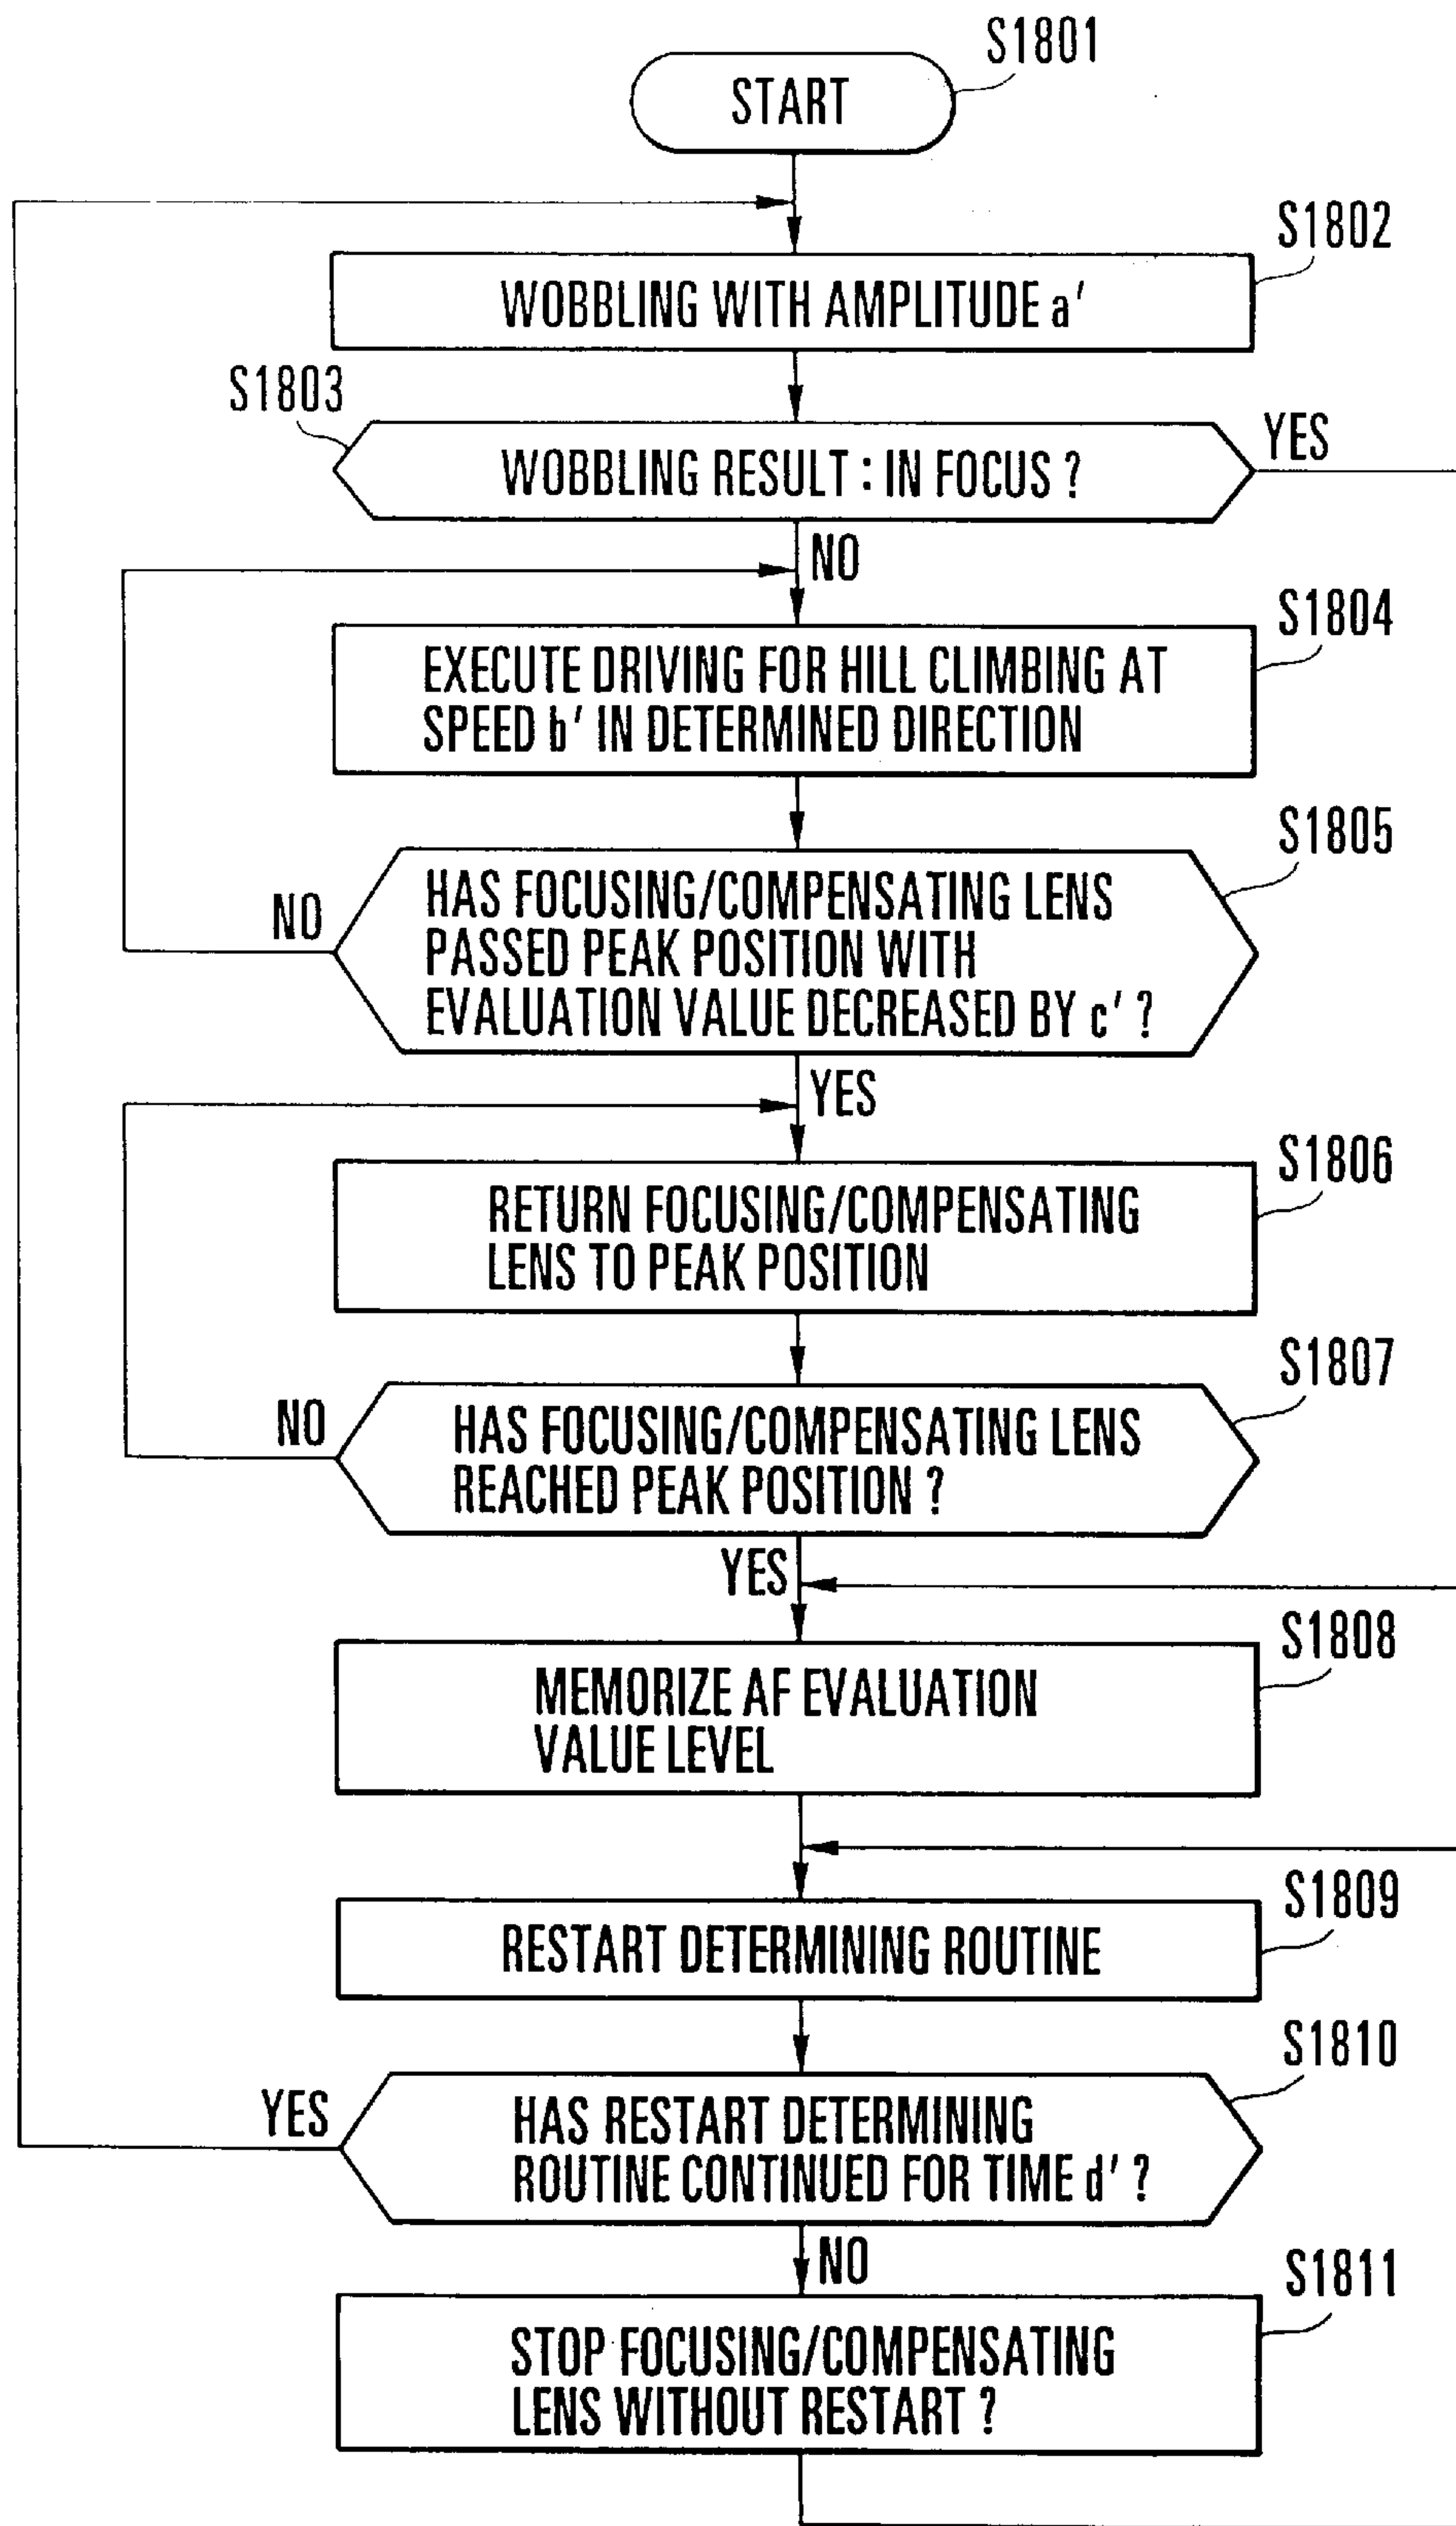 S1801
START
S1802
WOBBLING WITH AMPLITUDE a′
S1803
WOBBLING RESULT : IN FOCUS ?
YES
NO
S1804
EXECUTE DRIVING FOR HILL CLIMBING AT
SPEED b′ IN DETERMINED DIRECTION
S1805
HAS FOCUSING/COMPENSATING LENS
PASSED PEAK POSITION WITH
EVALUATION VALUE DECREASED BY c′ ?
NO
YES
S1806
RETURN FOCUSING/COMPENSATING
LENS TO PEAK POSITION
S1807
HAS FOCUSING/COMPENSATING LENS
REACHED PEAK POSITION ?
NO
YES
S1808
MEMORIZE AF EVALUATION
VALUE LEVEL
S1809
RESTART DETERMINING ROUTINE
S1810
HAS RESTART DETERMINING
ROUTINE CONTINUED FOR TIME d′ ?
YES
NO
S1811
STOP FOCUSING/COMPENSATING
LENS WITHOUT RESTART ?